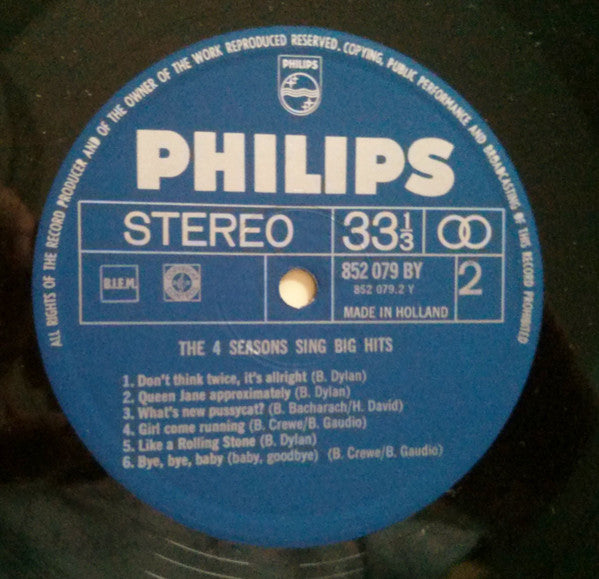 ALL RIGHTS OF THE RECORD PRODUCER AND OF THE OWNER OF THE WORK REPRODUCED RESERVED. COPYING, PUBLIC PERFORMANCE AND BROADCASTING OF THIS RECORD PROHIBITED
PHILIPS
PHILIPS
STEREO 33 1/3
B.I.E.M. 852 079 BY 2
852 079.2 Y
MADE IN HOLLAND
THE 4 SEASONS SING BIG HITS
1. Don't think twice, it's allright (B. Dylan)
2. Queen Jane approximately (B. Dylan)
3. What's new pussycat? (B. Bacharach/H. David)
4. Girl come running (B. Crewe/B. Gaudio)
5. Like a Rolling Stone (B. Dylan)
6. Bye, bye, baby (baby, goodbye) (B. Crewe/B. Gaudio)